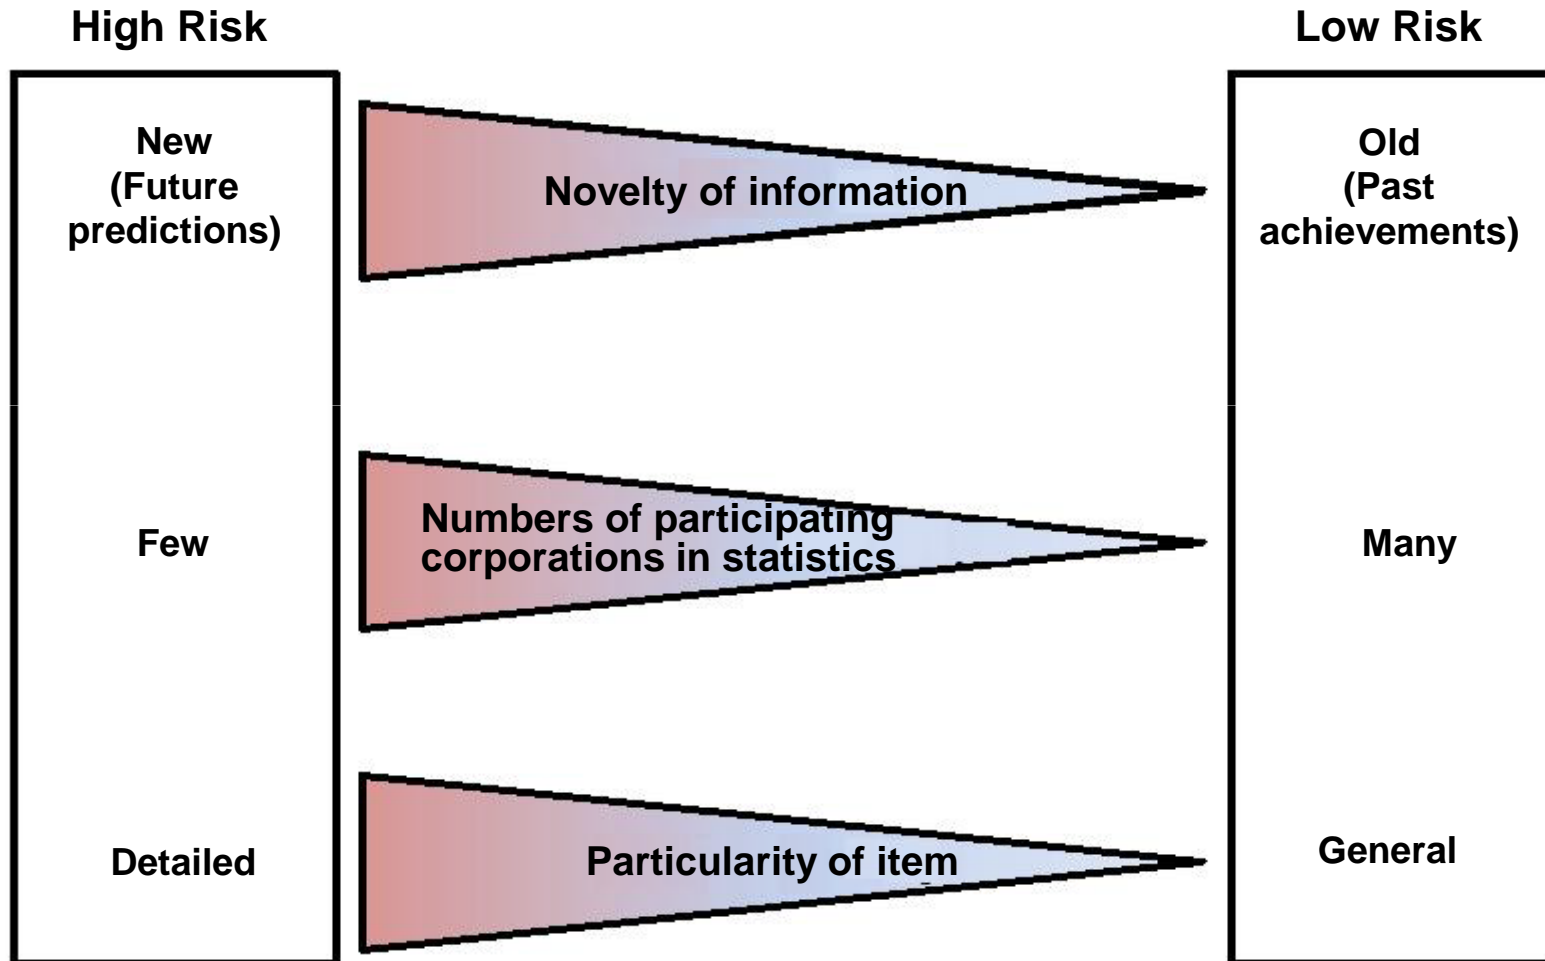 High Risk
Low Risk
New
(Future
predictions)
Novelty of information
Old
(Past
achievements)
Few
Numbers of participating
corporations in statistics
Many
Detailed
Particularity of item
General